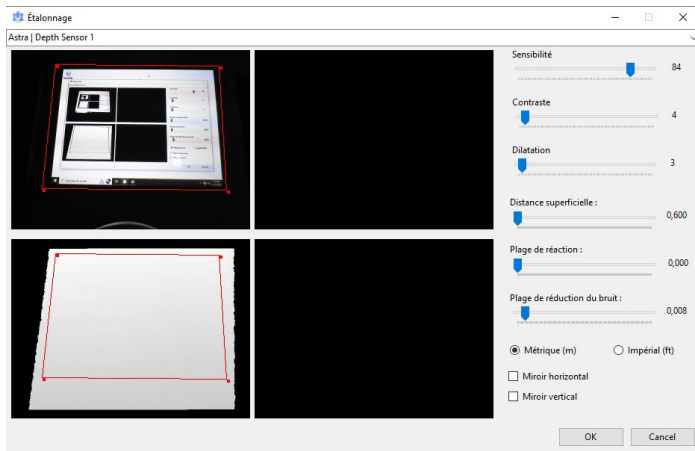 Étalonnage
Astra | Depth Sensor 1
Sensibilité
84
Contraste
4
Dilatation
3
Distance superficielle :
0,600
Plage de réaction :
0,000
Plage de réduction du bruit :
0,008
Métrique (m) Impérial (ft)
Miroir horizontal
Miroir vertical
OK Cancel